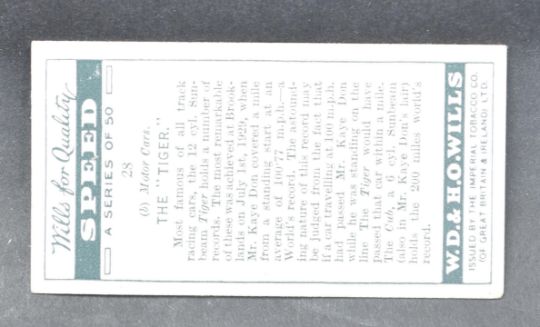 Wills for Quality
SPEED
A SERIES OF 50
28
(b) Motor Cars.
THE "TIGER."
Most famous of all track
racing cars, the 12 cyl. Sun-
beam Tiger holds a number of
records. The most remarkable
of these was achieved at Brook-
lands on July 1st, 1929, when
Mr. Kaye Don covered a mile
from a standing start at an
average of 100·77 m.p.h.—a
World's record. The astound-
ing nature of this record may
be judged from the fact that
if a car travelling at 100 m.p.h.
had passed Mr. Kaye Don
while he was standing on the
line The Tiger would have
passed that car within a mile.
The Cub, a 6 cyl. Sunbeam
(also in Mr. Kaye Don's hands)
holds the 200 miles world's
record.
W.D.& H.O.WILLS
ISSUED BY THE IMPERIAL TOBACCO CO.
(OF GREAT BRITAIN & IRELAND) LTD.